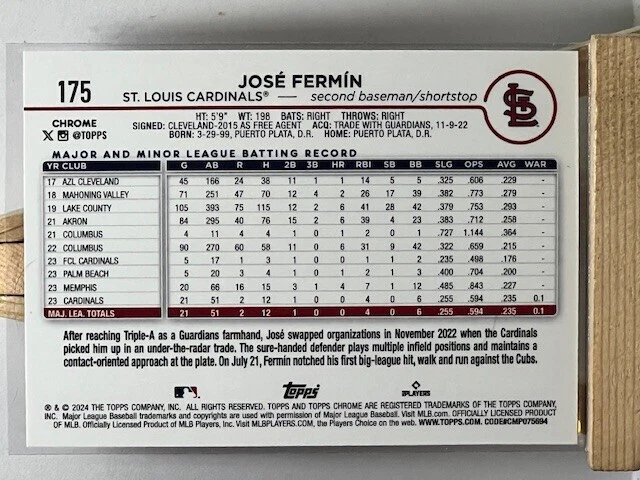 175
JOSÉ FERMÍN
ST. LOUIS CARDINALS® — second baseman/shortstop
STL
CHROME
X @TOPPS
HT: 5'9" WT: 198 BATS: RIGHT THROWS: RIGHT
SIGNED: CLEVELAND-2015 AS FREE AGENT ACQ: TRADE WITH GUARDIANS, 11-9-22
BORN: 3-29-99, PUERTO PLATA, D.R. HOME: PUERTO PLATA, D.R.
MAJOR AND MINOR LEAGUE BATTING RECORD
YR CLUB G AB R H 2B 3B HR RBI SB BB SLG OPS AVG WAR
17 AZL CLEVELAND 45 166 24 38 11 1 1 14 5 5 .325 .606 .229 -
18 MAHONING VALLEY 71 251 47 70 12 4 2 26 17 39 .382 .773 .279 -
19 LAKE COUNTY 105 393 75 115 12 2 6 41 28 42 .379 .753 .293 -
21 AKRON 84 295 40 76 15 2 6 39 4 23 .383 .712 .258 -
21 COLUMBUS 4 11 4 4 1 0 1 2 0 1 .727 1.144 .364 -
22 COLUMBUS 90 270 60 58 11 0 6 31 9 42 .322 .659 .215 -
23 FCL CARDINALS 5 17 1 3 1 0 0 1 1 2 .235 .498 .176 -
23 PALM BEACH 5 20 3 4 1 0 1 3 1 3 .400 .704 .200 -
23 MEMPHIS 20 66 16 15 3 1 4 7 1 12 .485 .843 .227 -
23 CARDINALS 21 51 2 12 1 0 0 4 0 6 .255 .594 .235 0.1
MAJ. LEA. TOTALS 21 51 2 12 1 0 0 4 0 6 .255 .594 .235 0.1
After reaching Triple-A as a Guardians farmhand, José swapped organizations in November 2022 when the Cardinals
picked him up in an under-the-radar trade. The sure-handed defender plays multiple infield positions and maintains a
contact-oriented approach at the plate. On July 21, Fermín notched his first big-league hit, walk and run against the Cubs.
topps
PLAYERS
® & © 2024 THE TOPPS COMPANY, INC. ALL RIGHTS RESERVED. TOPPS AND TOPPS CHROME ARE REGISTERED TRADEMARKS OF THE TOPPS COMPANY,
INC. Major League Baseball trademarks and copyrights are used with permission of Major League Baseball. Visit MLB.com. OFFICIALLY LICENSED PRODUCT
OF MLB. Officially Licensed Product of MLB Players, Inc. Visit MLBPLAYERS.COM, the Players Choice on the web. WWW.TOPPS.COM. CODE#CMP075694